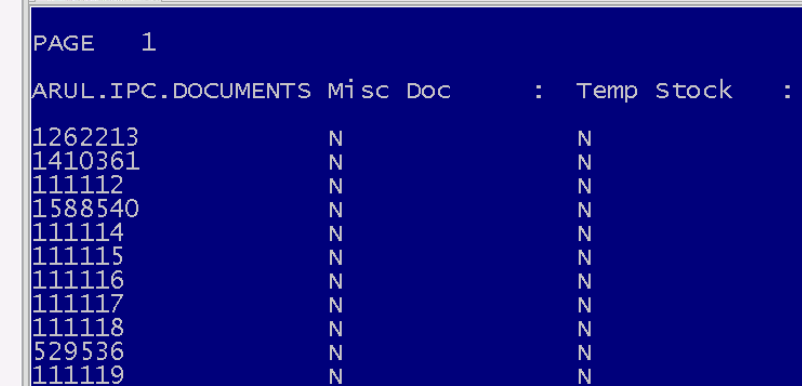 PAGE 1
ARUL.IPC.DOCUMENTS Misc Doc : Temp Stock :
1262213 N N
1410361 N N
111112 N N
1588540 N N
111114 N N
111115 N N
111116 N N
111117 N N
111118 N N
529536 N N
111119 N N